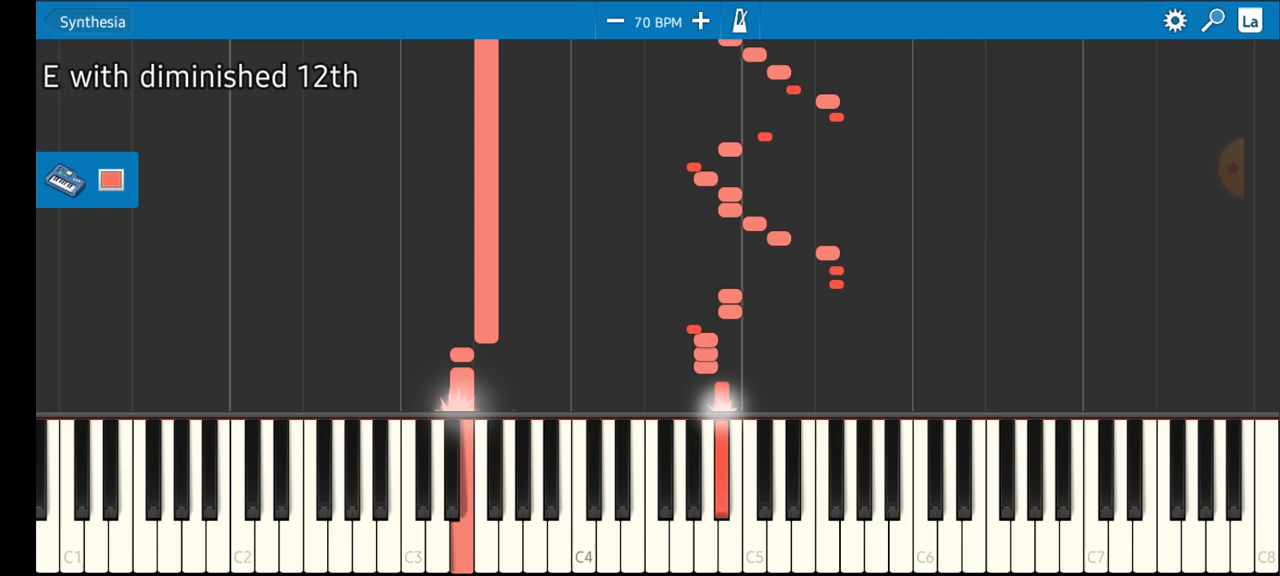 Synthesia
70 BPM
La
E with diminished 12th
C1 C2 C3 C4 C5 C6 C7 C8